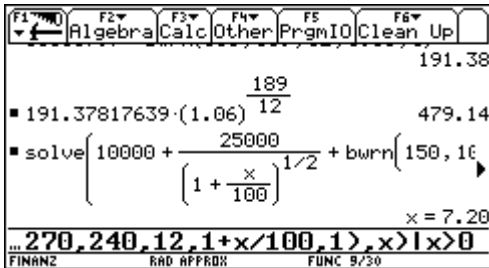 F1 F2 F3 F4 F5 F6
Algebra Calc Other PrgmIO Clean Up
191.38
191.37817639·(1.06)^(189/12) 479.14
solve(10000 + 25000/(1 + x/100)^(1/2) + bwrn(150, 10
x = 7.20
…270,240,12,1+x/100,1),x)|x>0
FINANZ RAD APPROX FUNC 9/30